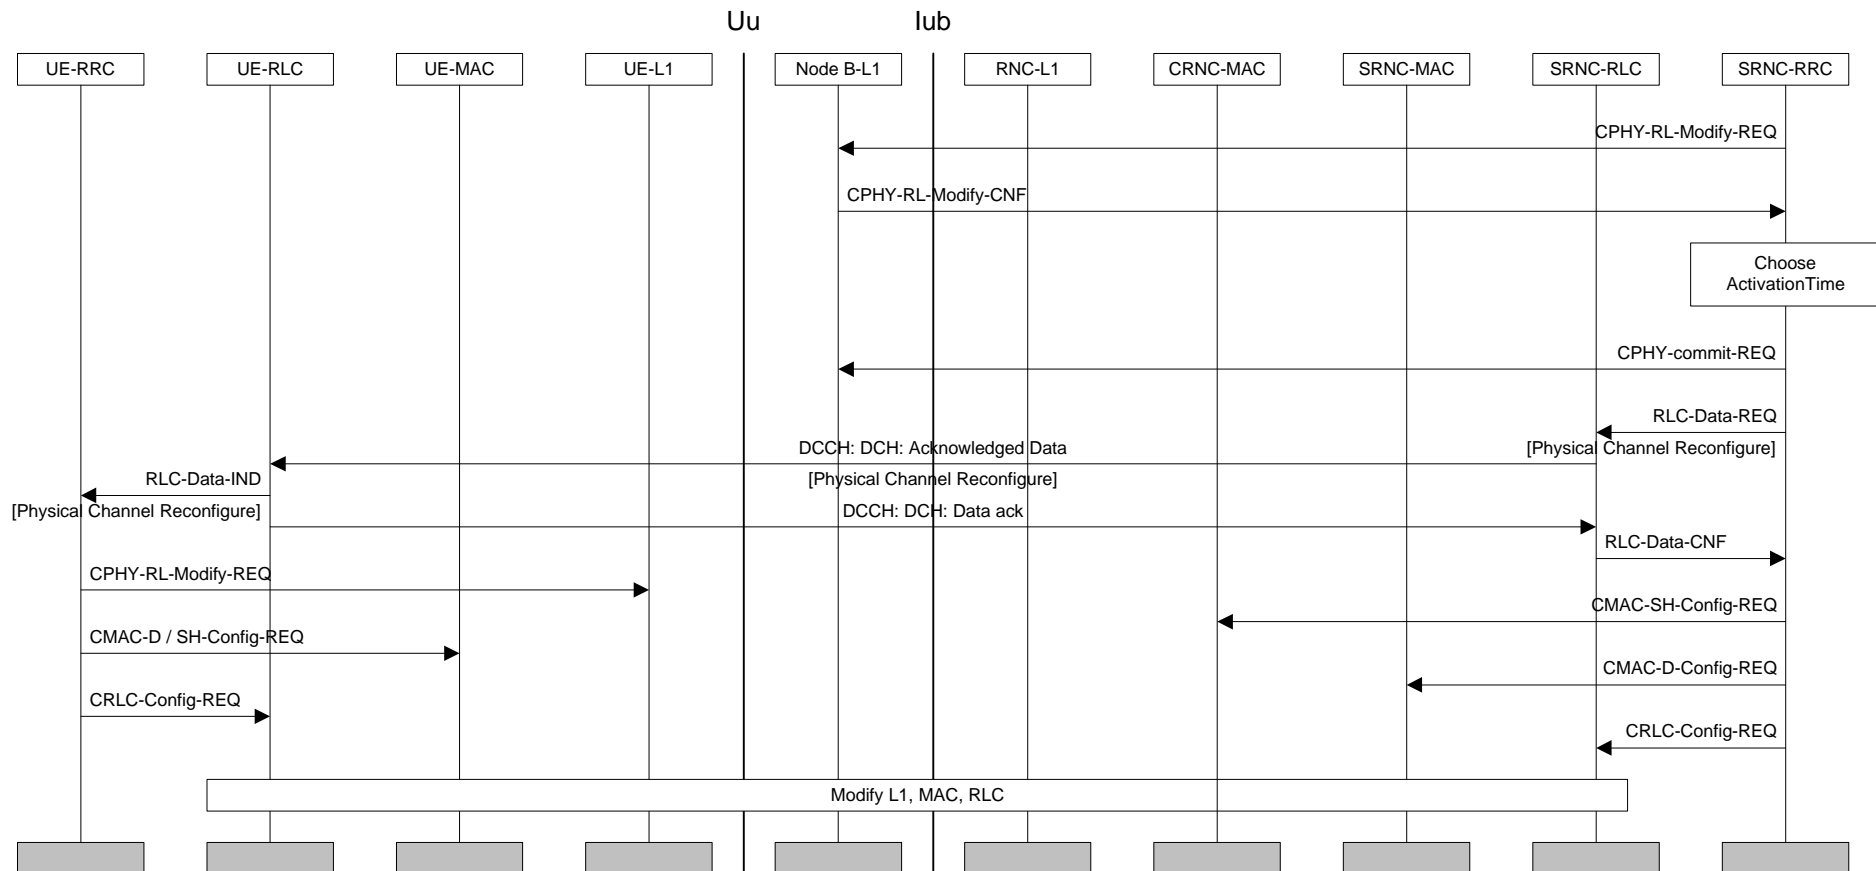 Uu
Iub
UE-RRC
UE-RLC
UE-MAC
UE-L1
Node B-L1
RNC-L1
CRNC-MAC
SRNC-MAC
SRNC-RLC
SRNC-RRC
CPHY-RL-Modify-REQ
CPHY-RL-Modify-CNF
Choose
ActivationTime
CPHY-commit-REQ
RLC-Data-REQ
[Physical Channel Reconfigure]
DCCH: DCH: Acknowledged Data
[Physical Channel Reconfigure]
RLC-Data-IND
[Physical Channel Reconfigure]
DCCH: DCH: Data ack
RLC-Data-CNF
CPHY-RL-Modify-REQ
CMAC-SH-Config-REQ
CMAC-D / SH-Config-REQ
CMAC-D-Config-REQ
CRLC-Config-REQ
CRLC-Config-REQ
Modify L1, MAC, RLC